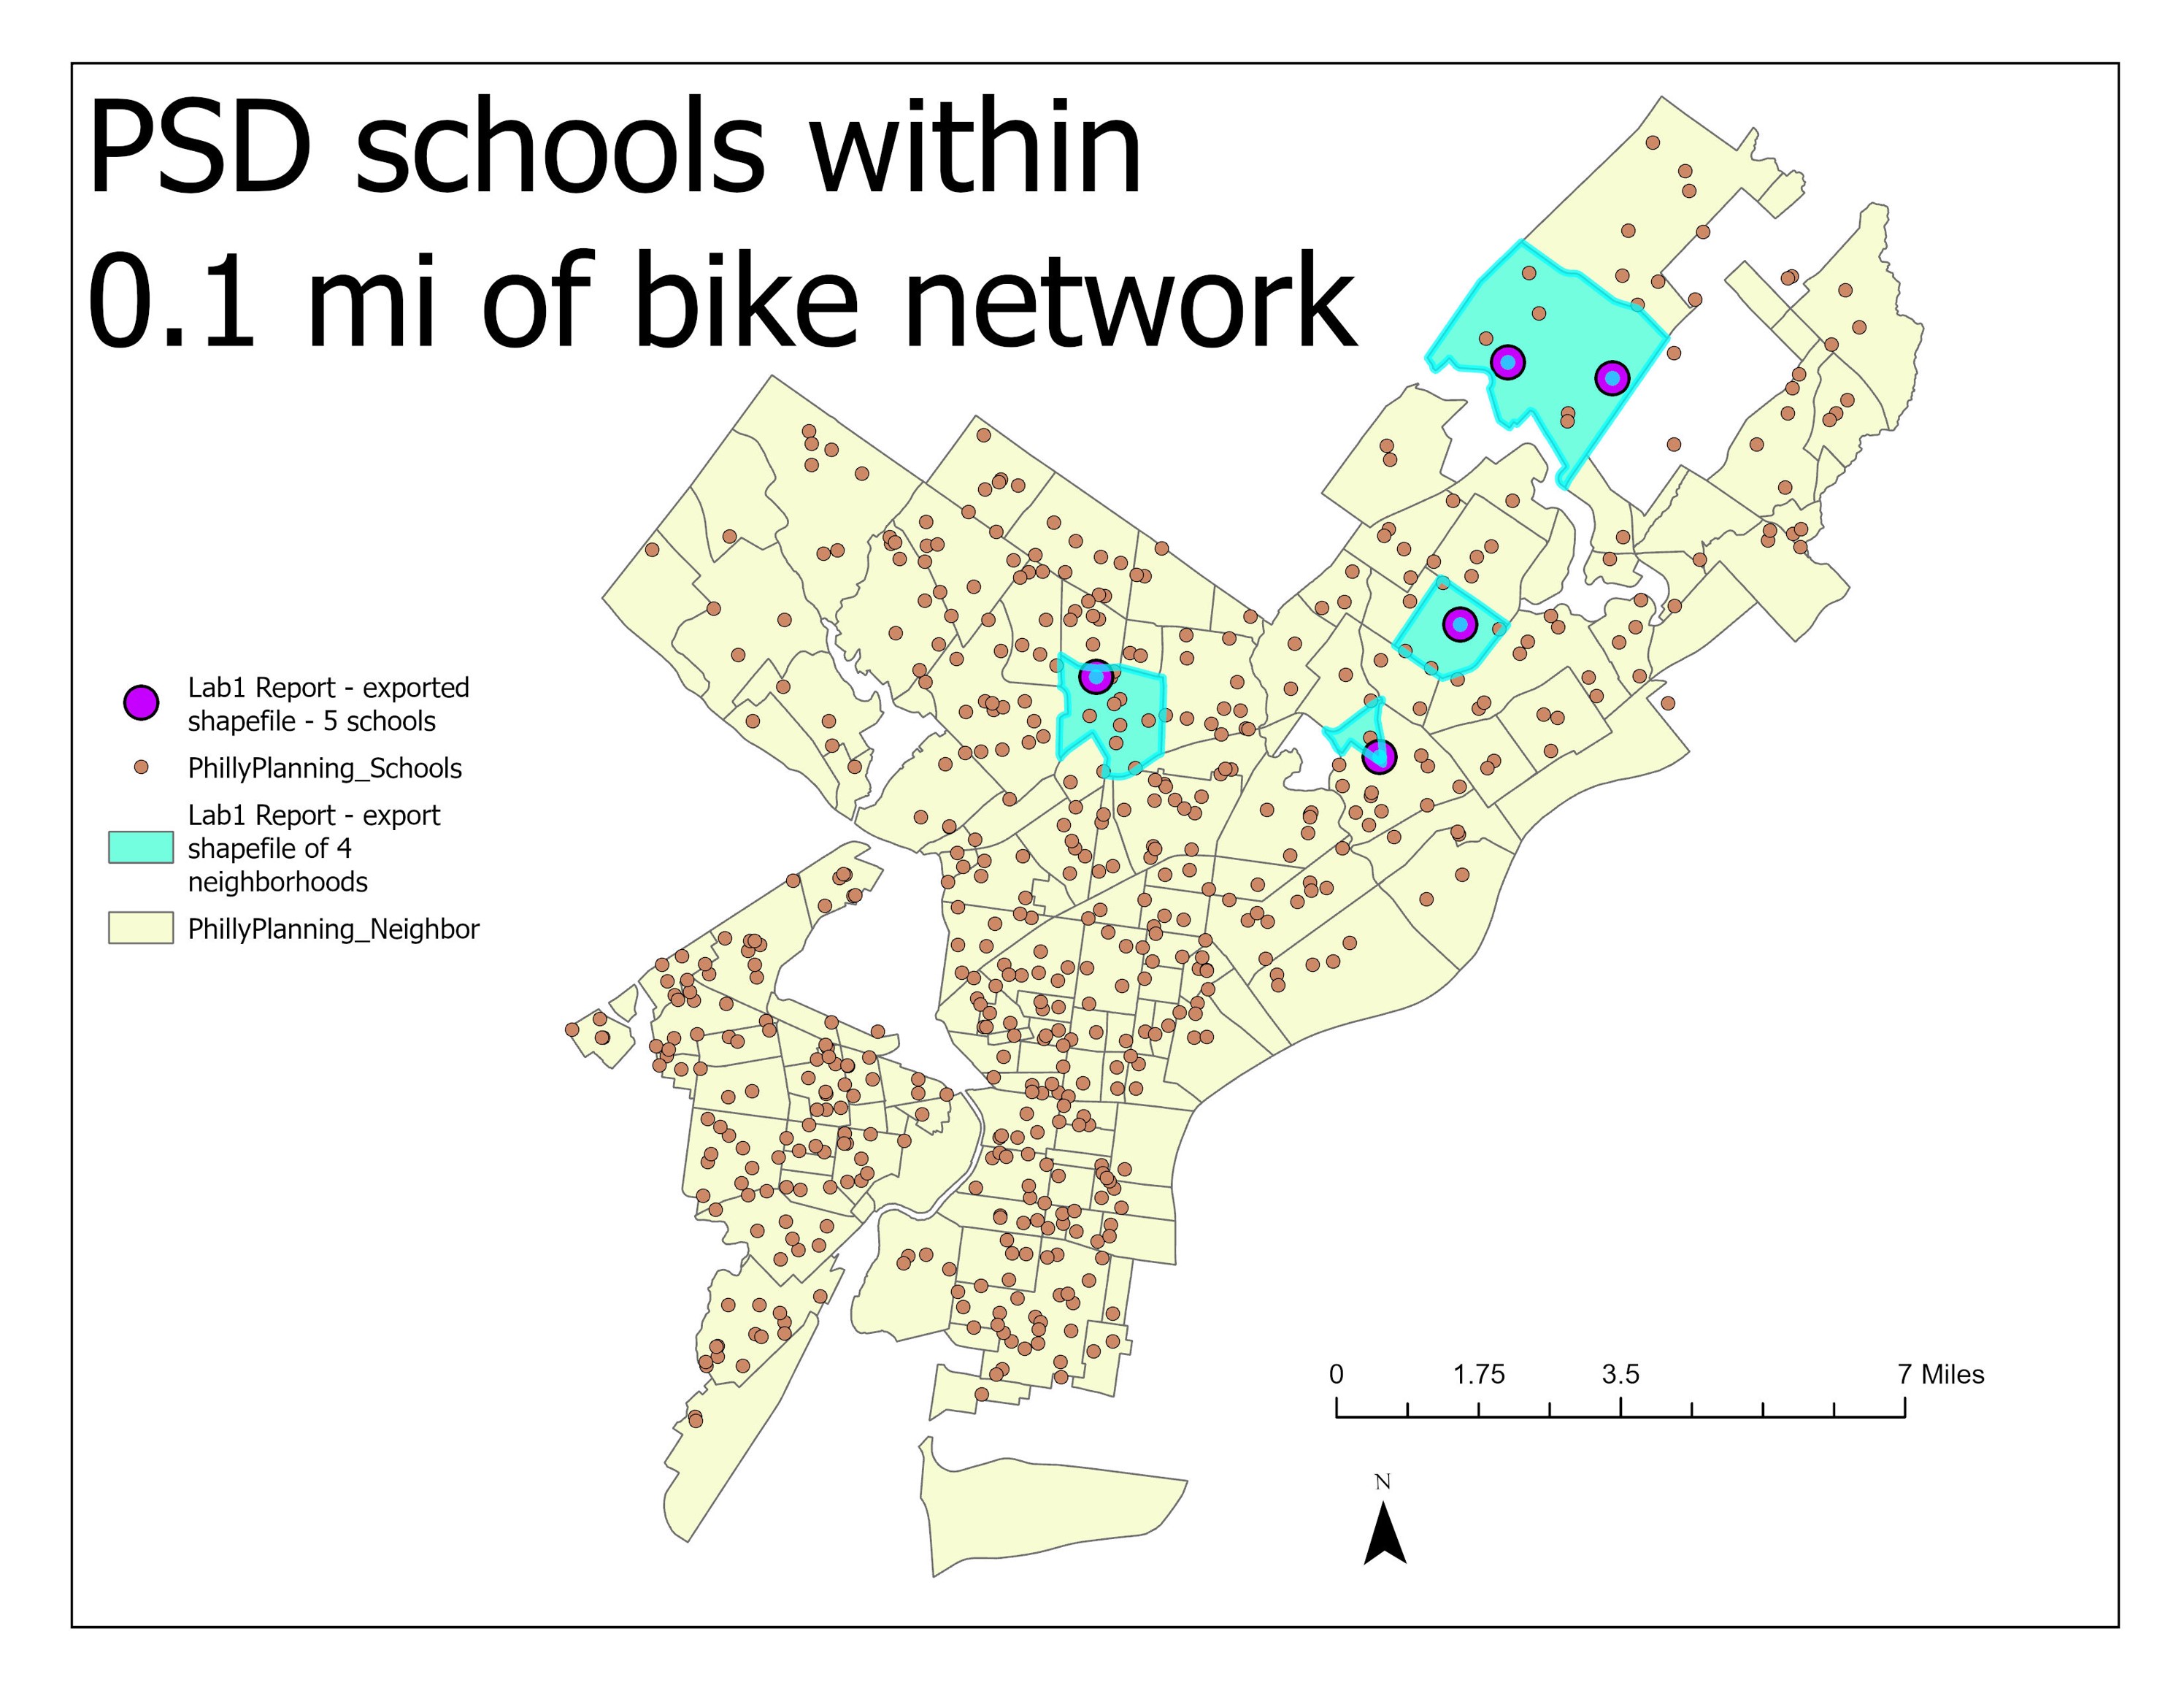 PSD schools within
0.1 mi of bike network
Lab1 Report - exported
shapefile - 5 schools
PhillyPlanning_Schools
Lab1 Report - export
shapefile of 4
neighborhoods
PhillyPlanning_Neighbor
0 1.75 3.5 7 Miles
N